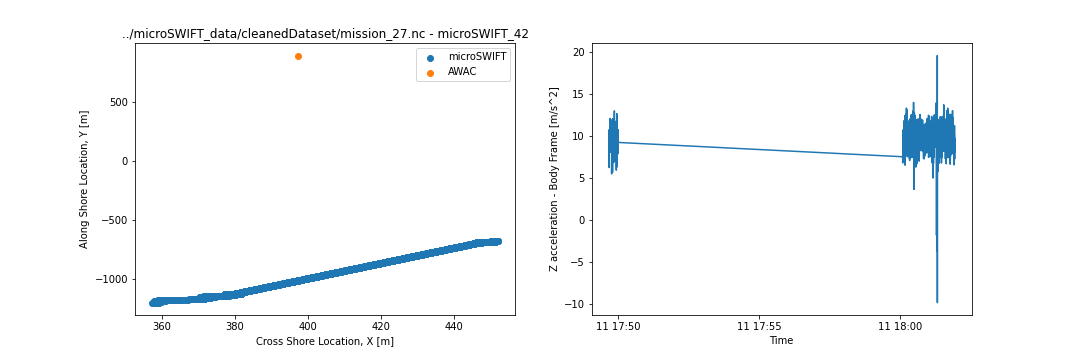 ../microSWIFT_data/cleanedDataset/mission_27.nc - microSWIFT_42
microSWIFT
AWAC
500
0
−500
−1000
Along Shore Location, Y [m]
360
380
400
420
440
Cross Shore Location, X [m]
20
15
10
5
0
−5
−10
Z acceleration - Body Frame [m/s^2]
11 17:50
11 17:55
11 18:00
Time